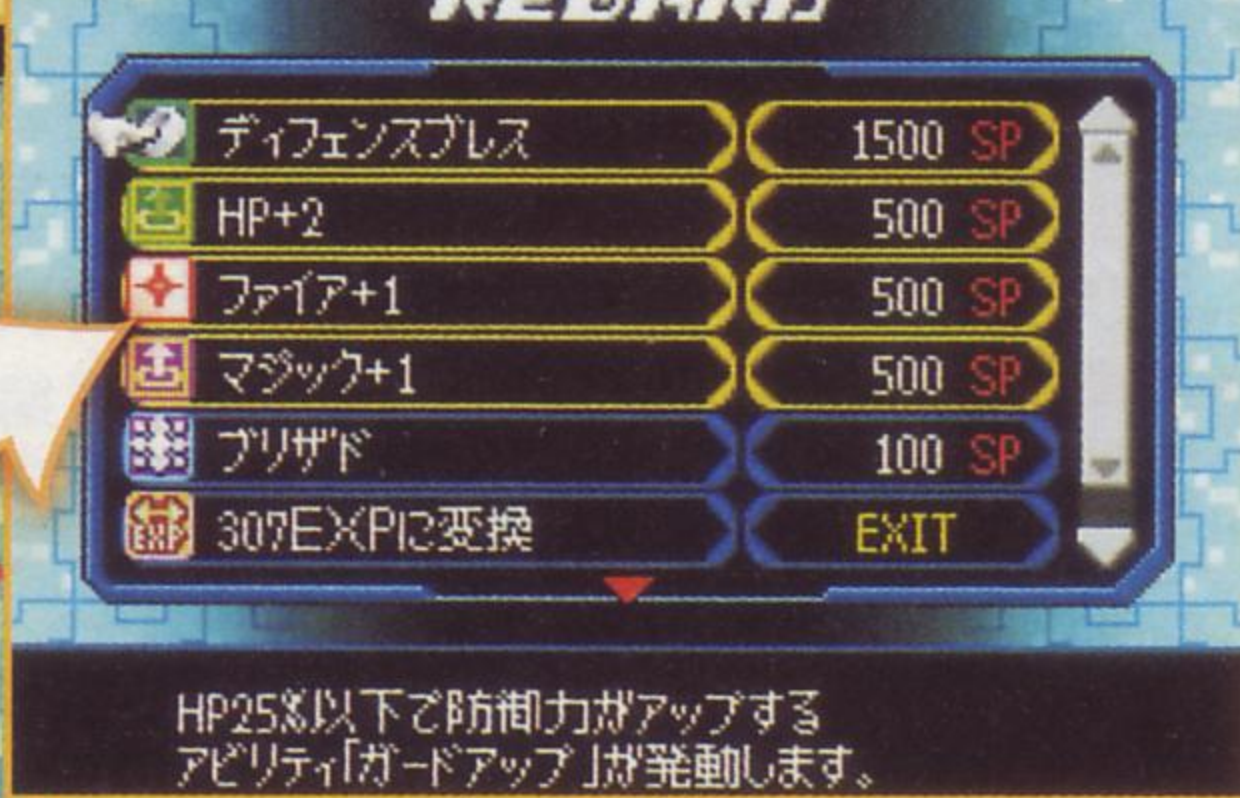 REWARD
ディフェンスブレス 1500 SP
HP+2 500 SP
ファイア+1 500 SP
マジック+1 500 SP
ブリザド 100 SP
307EXPに変換 EXIT
HP25%以下で防御力がアップする
アビリティ「ガードアップ」が発動します。